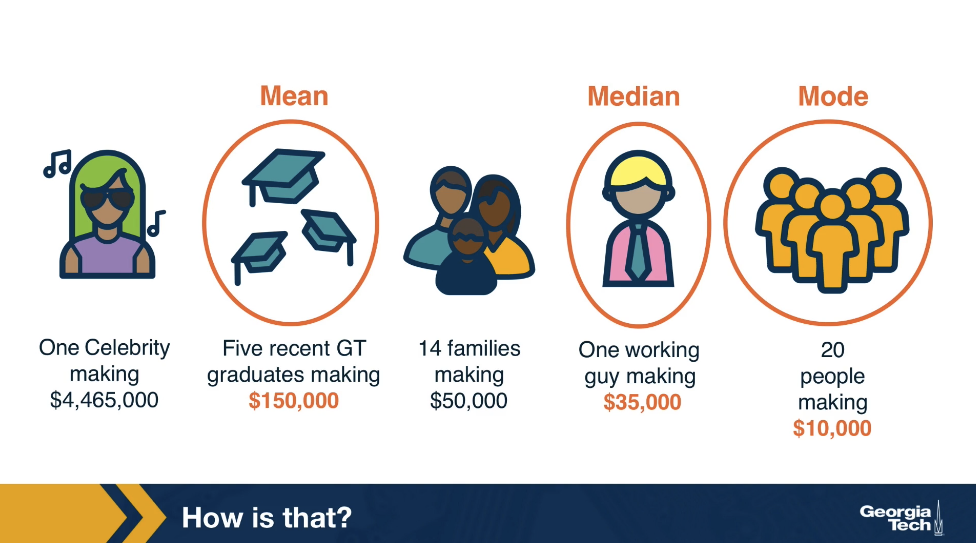 Mean
Median
Mode
One Celebrity
making
$4,465,000
Five recent GT
graduates making
$150,000
14 families
making
$50,000
One working
guy making
$35,000
20
people
making
$10,000
How is that?
Georgia
Tech